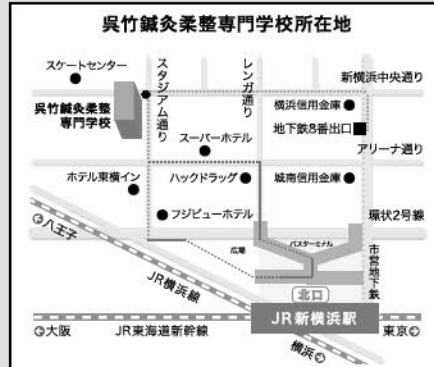 呉竹鍼灸柔整専門学校所在地
スケートセンター
スタジアム通り
レンガ通り
新横浜中央通り
呉竹鍼灸柔整
専門学校
横浜信用金庫
地下鉄8番出口
スーパーホテル
アリーナ通り
ホテル東横イン
ハックドラッグ
城南信用金庫
フジビューホテル
環状2号線
八王子
広場
バスターミナル
市営地下鉄
JR横浜線
北口
JR新横浜駅
大阪
JR東海道新幹線
東京
横浜